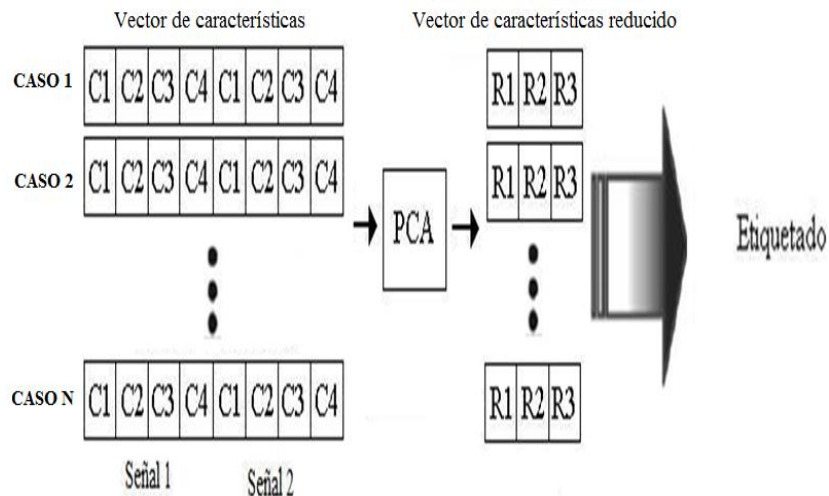 Vector de características
Vector de características reducido
CASO 1
C1 C2 C3 C4 C1 C2 C3 C4
R1 R2 R3
CASO 2
C1 C2 C3 C4 C1 C2 C3 C4
R1 R2 R3
PCA
Etiquetado
CASO N
C1 C2 C3 C4 C1 C2 C3 C4
R1 R2 R3
Señal 1
Señal 2